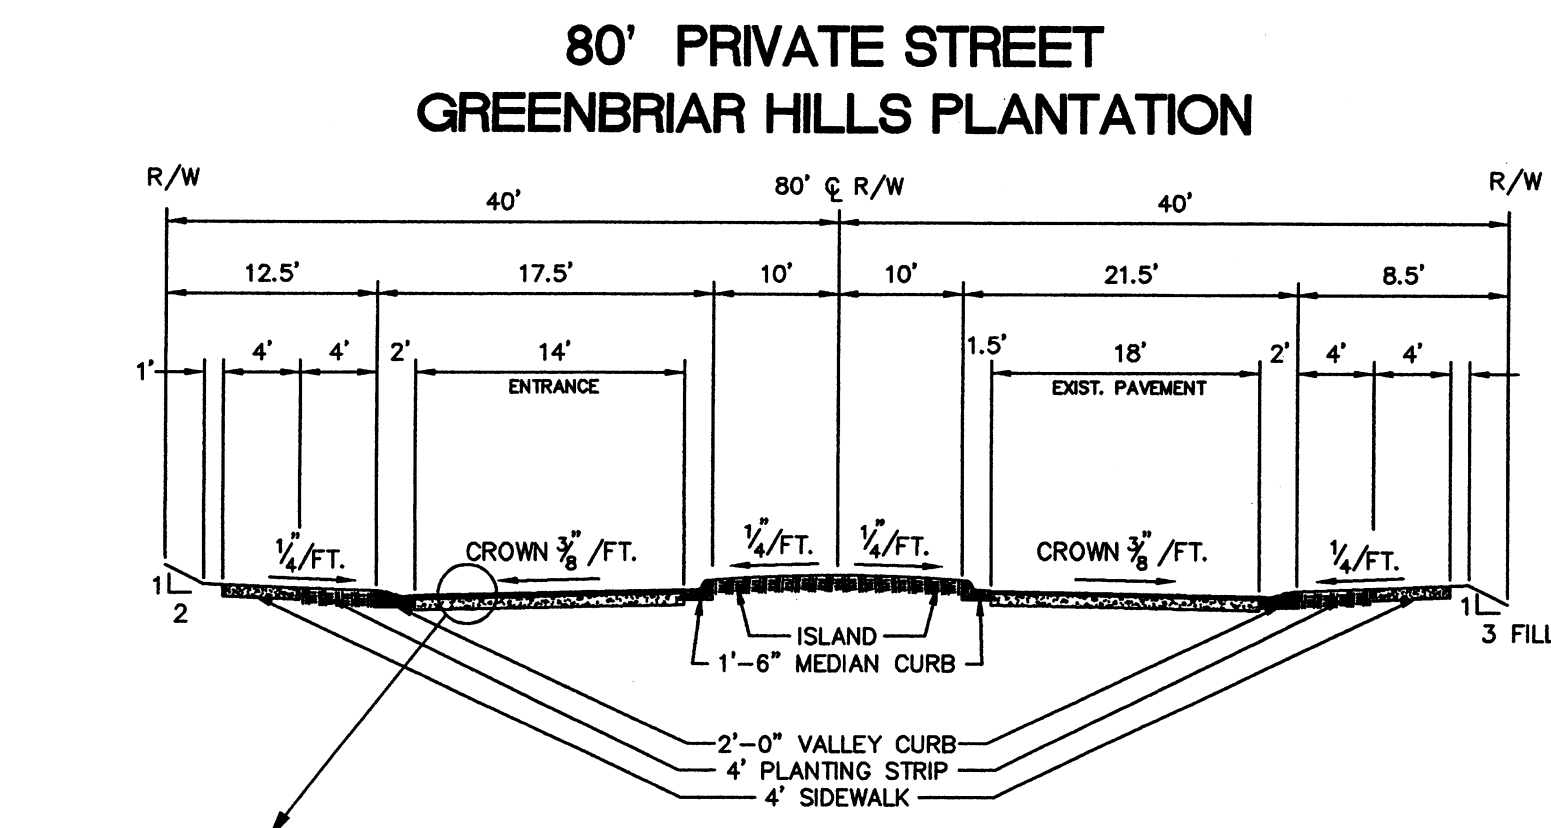 80' PRIVATE STREET
GREENBRIAR HILLS PLANTATION
R/W 80' ℄ R/W R/W
40' 40'
12.5' 17.5' 10' 10' 21.5' 8.5'
1' 4' 4' 2' 14' 1.5' 18' 2' 4' 4'
ENTRANCE EXIST. PAVEMENT
1/4"/FT. CROWN 3/8"/FT. 1/4"/FT. 1/4"/FT. CROWN 3/8"/FT. 1/4/FT.
1 1
2 3 FILL
ISLAND
1'-6" MEDIAN CURB
2'-0" VALLEY CURB
4' PLANTING STRIP
4' SIDEWALK